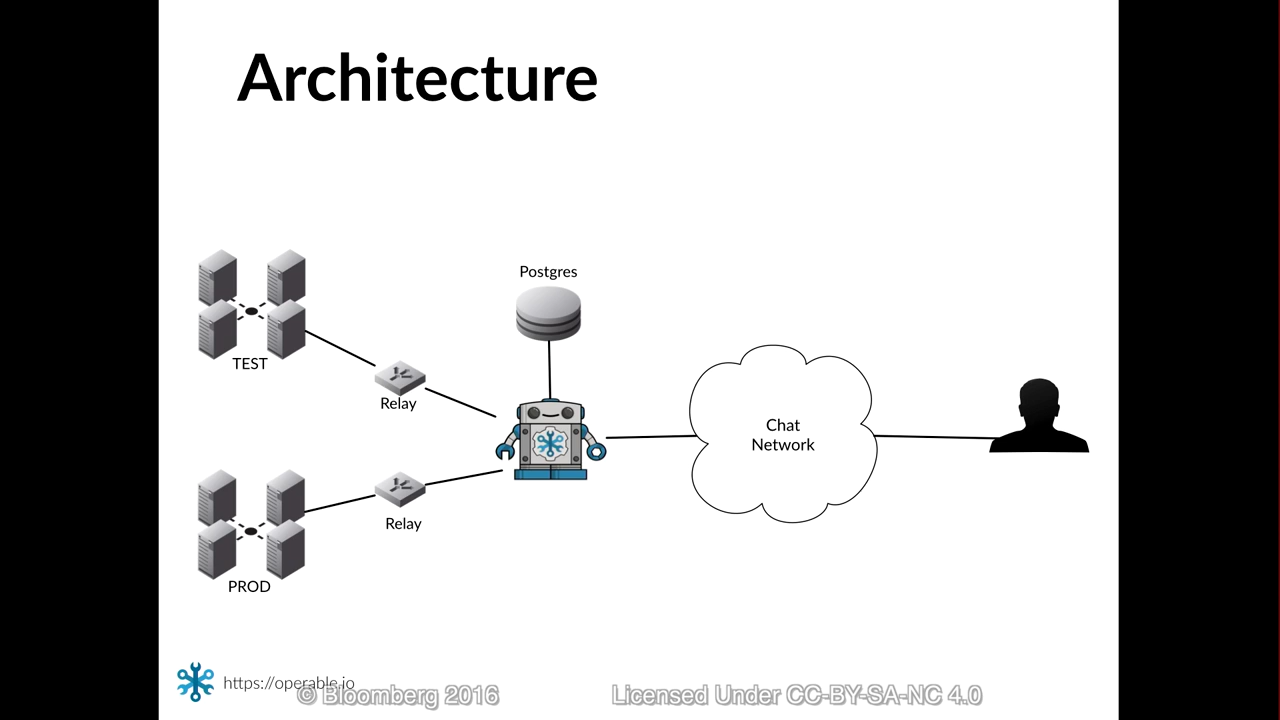 Architecture
Postgres
TEST
Relay
Chat
Network
Relay
PROD
https://operable.io
© Bloomberg 2016
Licensed Under CC-BY-SA-NC 4.0